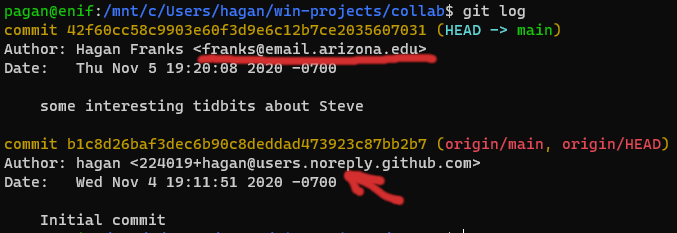 pagan@enif:/mnt/c/Users/hagan/win-projects/collab$ git log
commit 42f60cc58c9903e60f3d9e6c12b7ce2035607031 (HEAD -> main)
Author: Hagan Franks <franks@email.arizona.edu>
Date:   Thu Nov 5 19:20:08 2020 -0700
some interesting tidbits about Steve
commit b1c8d26baf3dec6b90c8deddad473923c87bb2b7 (origin/main, origin/HEAD)
Author: hagan <224019+hagan@users.noreply.github.com>
Date:   Wed Nov 4 19:11:51 2020 -0700
Initial commit